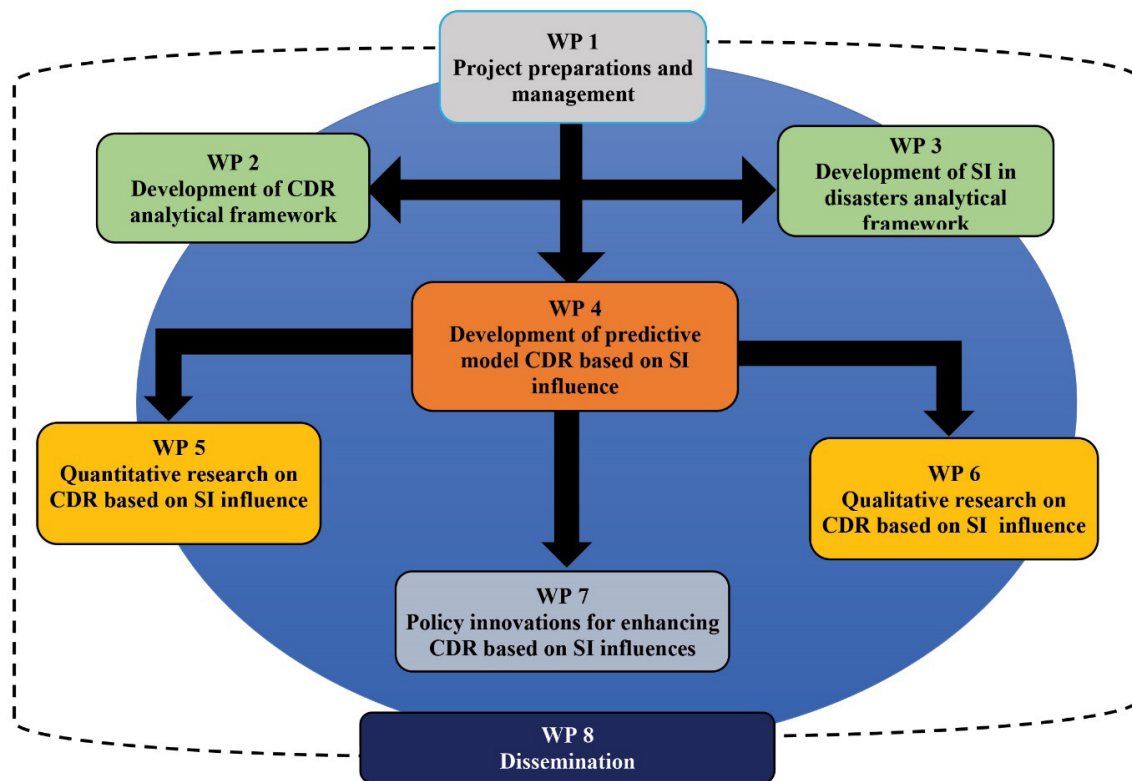 WP 1
Project preparations and
management
WP 2
Development of CDR
analytical framework
WP 3
Development of SI in
disasters analytical
framework
WP 4
Development of predictive
model CDR based on SI
influence
WP 5
Quantitative research on
CDR based on SI influence
WP 6
Qualitative research on
CDR based on SI influence
WP 7
Policy innovations for enhancing
CDR based on SI influences
WP 8
Dissemination